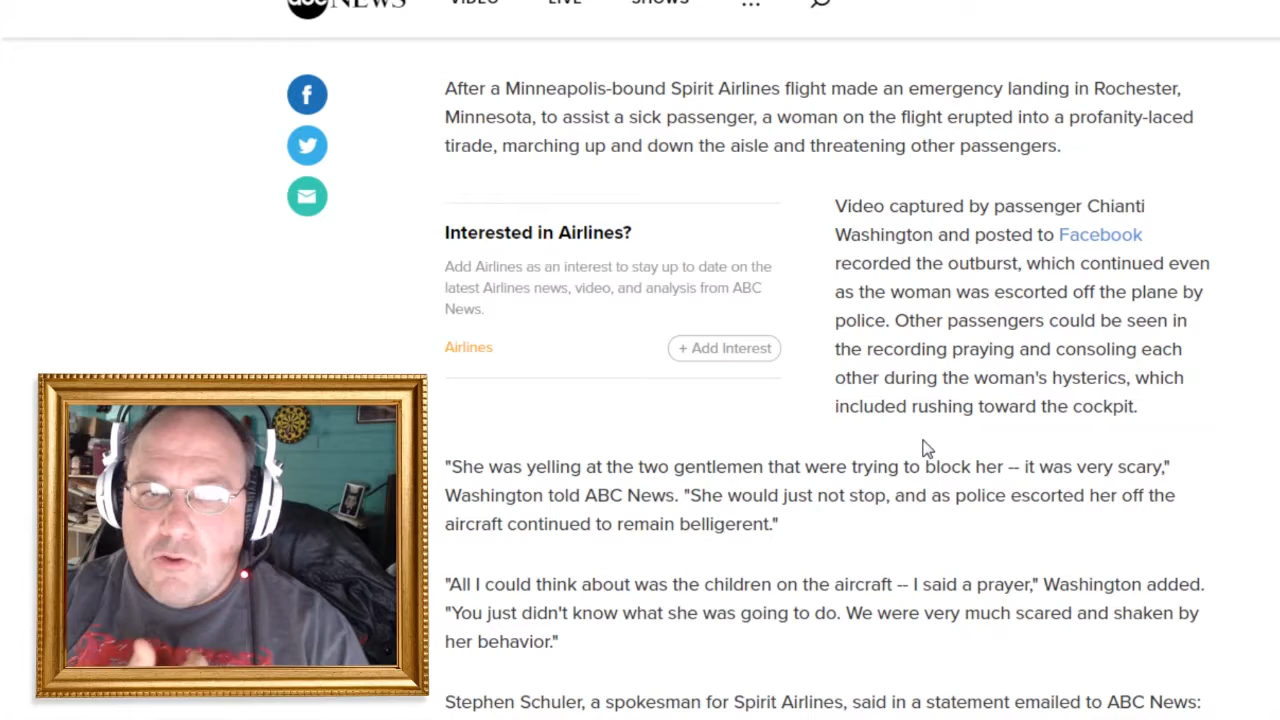 abc NEWS
VIDEO LIVE SHOWS ...
After a Minneapolis-bound Spirit Airlines flight made an emergency landing in Rochester,
Minnesota, to assist a sick passenger, a woman on the flight erupted into a profanity-laced
tirade, marching up and down the aisle and threatening other passengers.
Interested in Airlines?
Add Airlines as an interest to stay up to date on the
latest Airlines news, video, and analysis from ABC
News.
Airlines
+ Add Interest
Video captured by passenger Chianti
Washington and posted to Facebook
recorded the outburst, which continued even
as the woman was escorted off the plane by
police. Other passengers could be seen in
the recording praying and consoling each
other during the woman's hysterics, which
included rushing toward the cockpit.
"She was yelling at the two gentlemen that were trying to block her -- it was very scary,"
Washington told ABC News. "She would just not stop, and as police escorted her off the
aircraft continued to remain belligerent."
"All I could think about was the children on the aircraft -- I said a prayer," Washington added.
"You just didn't know what she was going to do. We were very much scared and shaken by
her behavior."
Stephen Schuler, a spokesman for Spirit Airlines, said in a statement emailed to ABC News: